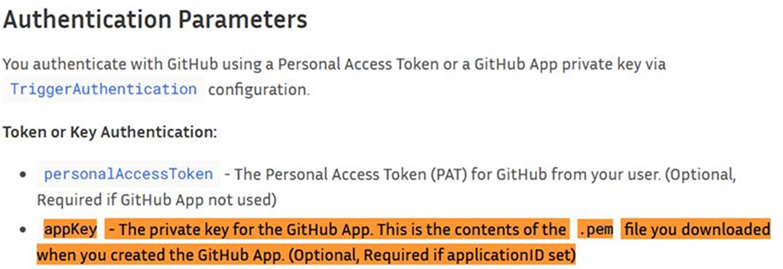 Authentication Parameters
You authenticate with GitHub using a Personal Access Token or a GitHub App private key via
TriggerAuthentication configuration.
Token or Key Authentication:
• personalAccessToken - The Personal Access Token (PAT) for GitHub from your user. (Optional,
Required if GitHub App not used)
• appKey - The private key for the GitHub App. This is the contents of the .pem file you downloaded
when you created the GitHub App. (Optional, Required if applicationID set)